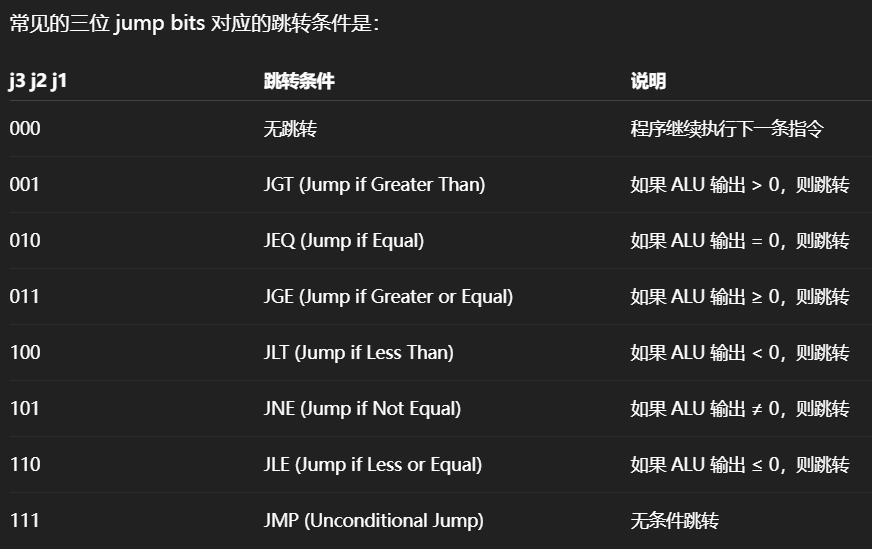 常见的三位 jump bits 对应的跳转条件是：
j3 j2 j1 跳转条件 说明
000 无跳转 程序继续执行下一条指令
001 JGT (Jump if Greater Than) 如果 ALU 输出 > 0，则跳转
010 JEQ (Jump if Equal) 如果 ALU 输出 = 0，则跳转
011 JGE (Jump if Greater or Equal) 如果 ALU 输出 ≥ 0，则跳转
100 JLT (Jump if Less Than) 如果 ALU 输出 < 0，则跳转
101 JNE (Jump if Not Equal) 如果 ALU 输出 ≠ 0，则跳转
110 JLE (Jump if Less or Equal) 如果 ALU 输出 ≤ 0，则跳转
111 JMP (Unconditional Jump) 无条件跳转